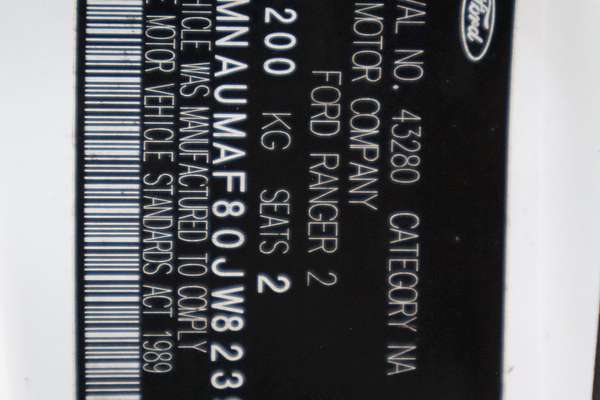 Ford
VAL NO. 43280 CATEGORY NA
MOTOR COMPANY
FORD RANGER 2
200 KG SEATS 2
MNAUMAF80JW823
HICLE WAS MANUFACTURED TO COMPLY
E MOTOR VEHICLE STANDARDS ACT 1989